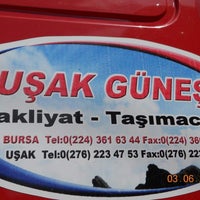 UŞAK GÜNEŞ
akliyat - Taşımac
BURSA Tel:0(224) 361 63 44 Fax:0(224) 36
UŞAK Tel:0(276) 223 47 53 Fax:0(276) 223
03 06